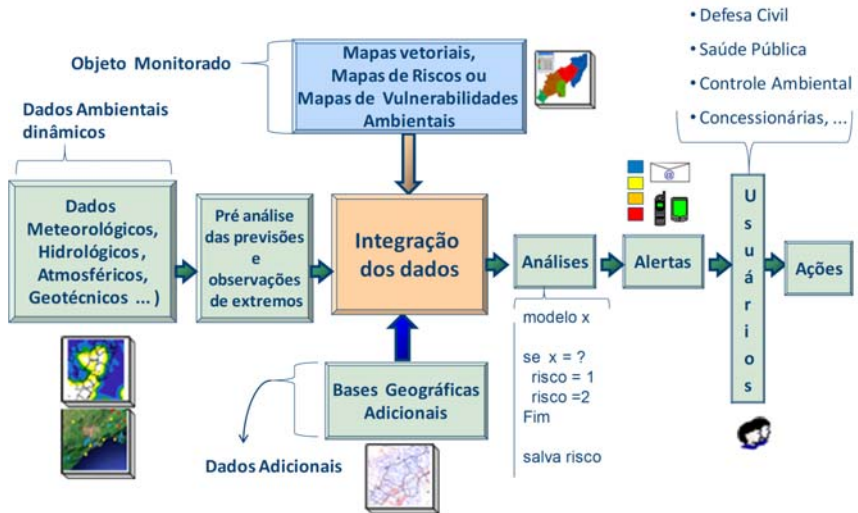 Objeto Monitorado
Mapas vetoriais,
Mapas de Riscos ou
Mapas de Vulnerabilidades
Ambientais
• Defesa Civil
• Saúde Pública
• Controle Ambiental
• Concessionárias, ...
Dados Ambientais
dinâmicos
Dados
Meteorológicos,
Hidrológicos,
Atmosféricos,
Geotécnicos ... )
Pré análise
das previsões
e
observações
de extremos
Integração
dos dados
Análises
Alertas
Usuários
Ações
modelo x
se x = ?
risco = 1
risco =2
Fim
salva risco
Bases Geográficas
Adicionais
Dados Adicionais